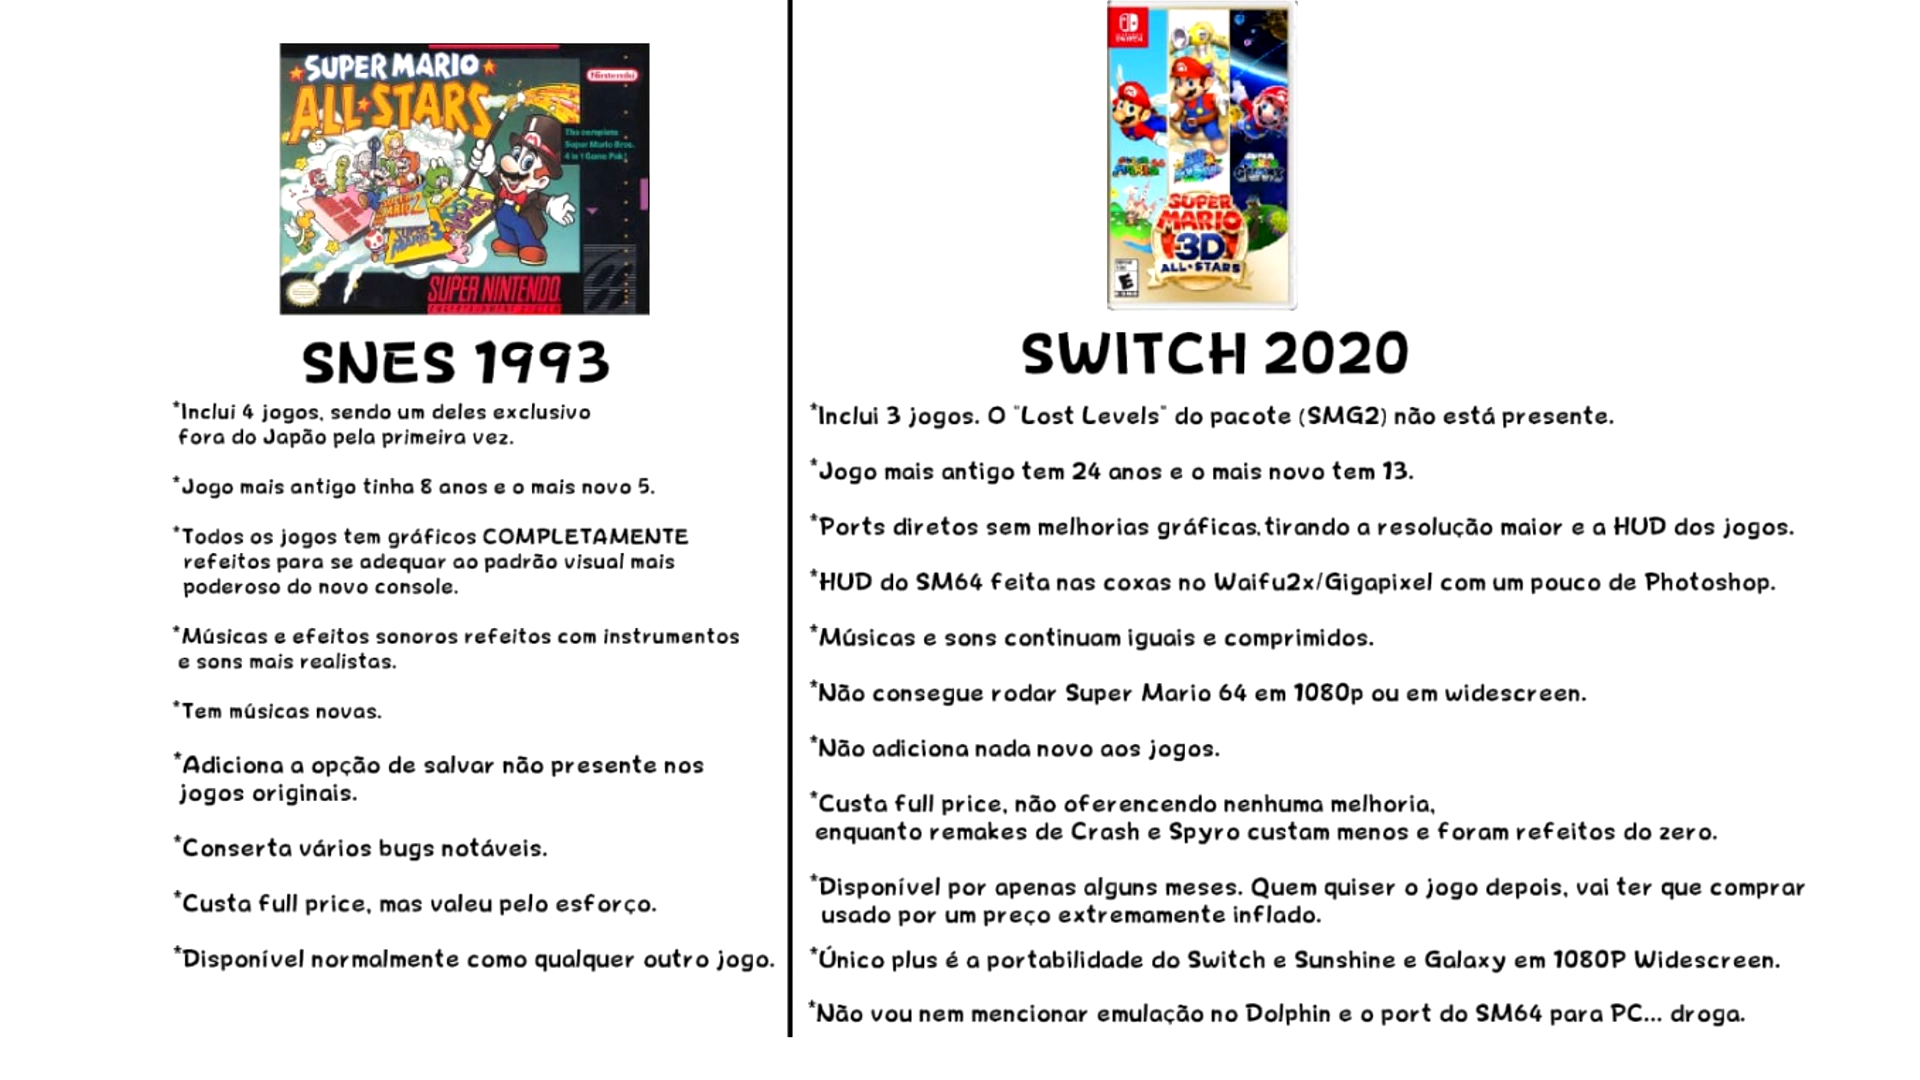 SUPER MARIO
ALL★STARS
Nintendo
The complete
Super Mario Bros.
4 in 1 Game Pak!
SUPER NINTENDO
SNES 1993
*Inclui 4 jogos, sendo um deles exclusivo
fora do Japão pela primeira vez.
*Jogo mais antigo tinha 8 anos e o mais novo 5.
*Todos os jogos tem gráficos COMPLETAMENTE
refeitos para se adequar ao padrão visual mais
poderoso do novo console.
*Músicas e efeitos sonoros refeitos com instrumentos
e sons mais realistas.
*Tem músicas novas.
*Adiciona a opção de salvar não presente nos
jogos originais.
*Conserta vários bugs notáveis.
*Custa full price, mas valeu pelo esforço.
*Disponível normalmente como qualquer outro jogo.
SWITCH
SUPER
MARIO
3D
ALL★STARS
E
SWITCH 2020
*Inclui 3 jogos. O "Lost Levels" do pacote (SMG2) não está presente.
*Jogo mais antigo tem 24 anos e o mais novo tem 13.
*Ports diretos sem melhorias gráficas, tirando a resolução maior e a HUD dos jogos.
*HUD do SM64 feita nas coxas no Waifu2x/Gigapixel com um pouco de Photoshop.
*Músicas e sons continuam iguais e comprimidos.
*Não consegue rodar Super Mario 64 em 1080p ou em widescreen.
*Não adiciona nada novo aos jogos.
*Custa full price, não oferencendo nenhuma melhoria,
enquanto remakes de Crash e Spyro custam menos e foram refeitos do zero.
*Disponível por apenas alguns meses. Quem quiser o jogo depois, vai ter que comprar
usado por um preço extremamente inflado.
*Único plus é a portabilidade do Switch e Sunshine e Galaxy em 1080P Widescreen.
*Não vou nem mencionar emulação no Dolphin e o port do SM64 para PC... droga.